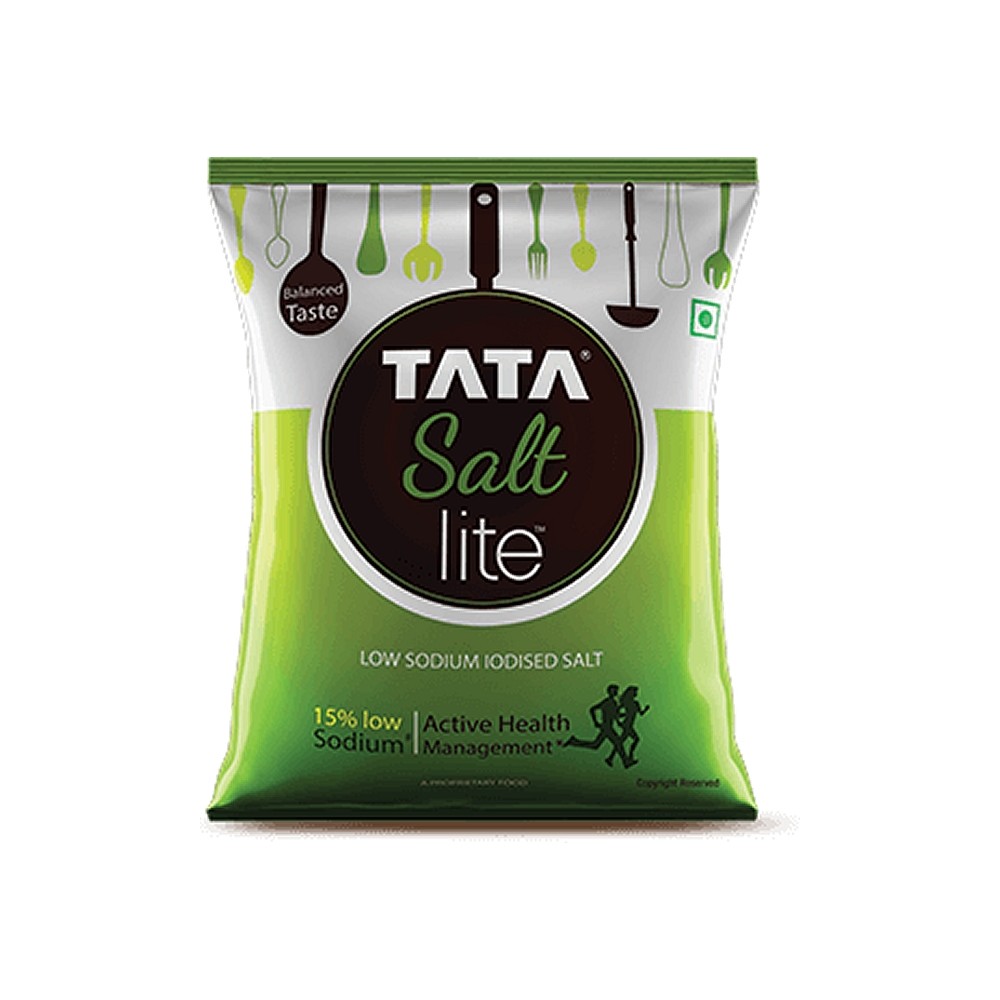 Balanced
Taste
TATA®
Salt
lite™
LOW SODIUM IODISED SALT
15% low
Sodium#
Active Health
Management*
A PROPRIETARY FOOD
Copyright Reserved